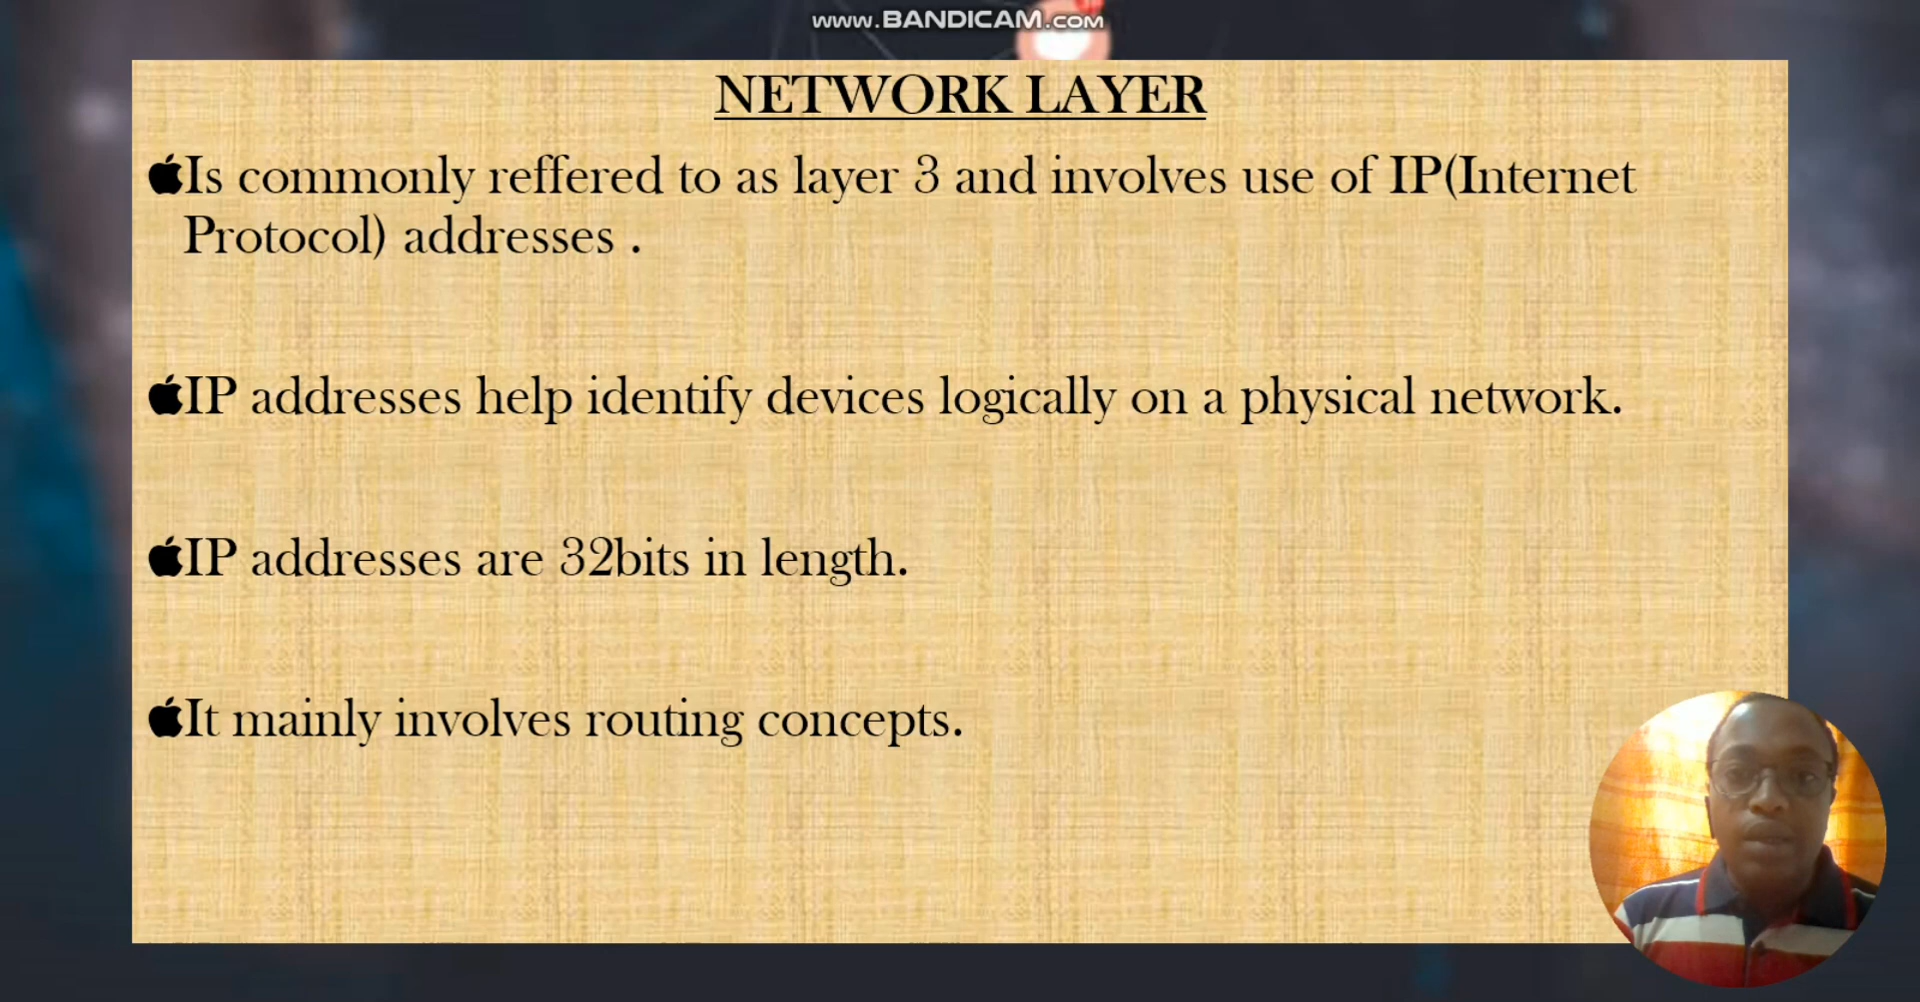 www.BANDICAM.com
NETWORK LAYER
Is commonly reffered to as layer 3 and involves use of IP(Internet
Protocol) addresses .
IP addresses help identify devices logically on a physical network.
IP addresses are 32bits in length.
It mainly involves routing concepts.